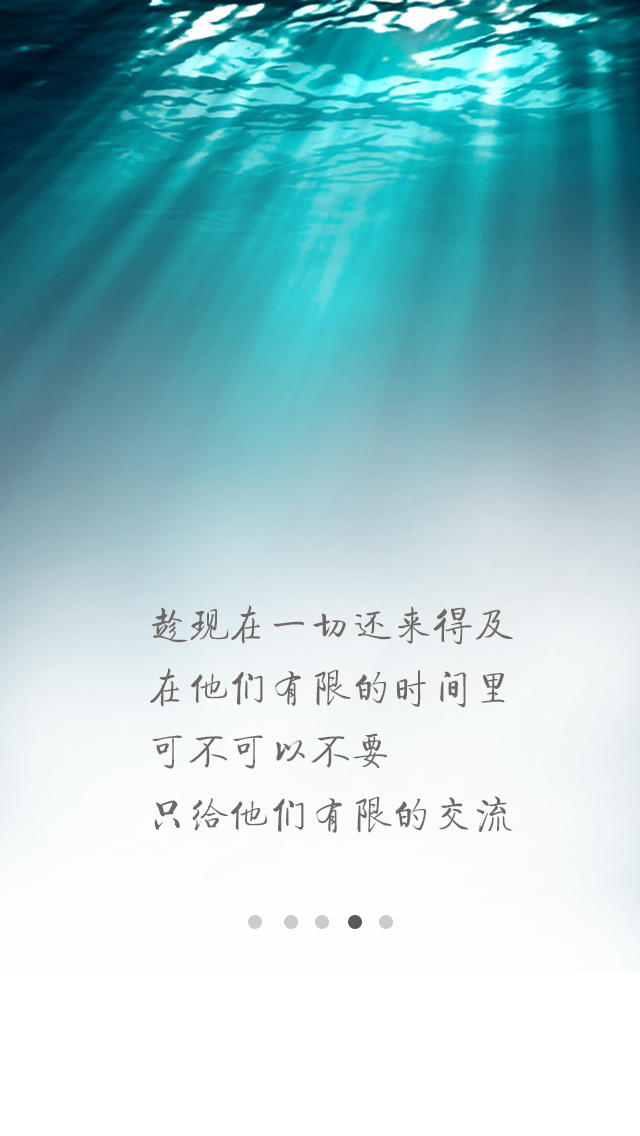 趁现在一切还来得及
在他们有限的时间里
可不可以不要
只给他们有限的交流